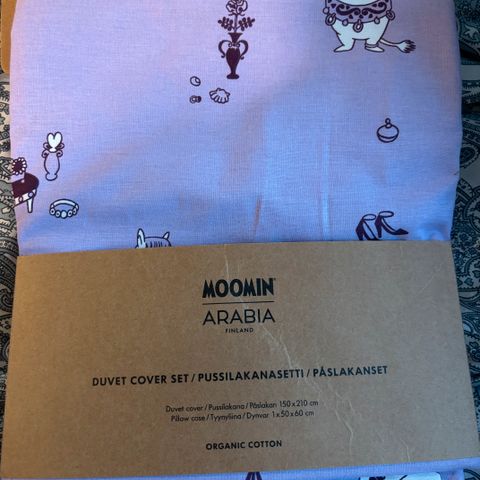 MOOMIN
ARABIA
FINLAND
DUVET COVER SET / PUSSILAKANASETTI / PÅSLAKANSET
Duvet cover / Pussilakana / Påslakan 150 x 210 cm
Pillow case / Tyynyliina / Dynvar 1 x 50 x 60 cm
ORGANIC COTTON